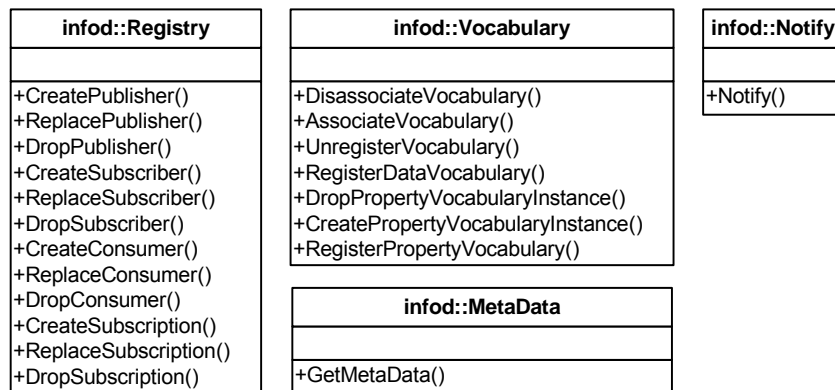 infod::Registry
+CreatePublisher()
+ReplacePublisher()
+DropPublisher()
+CreateSubscriber()
+ReplaceSubscriber()
+DropSubscriber()
+CreateConsumer()
+ReplaceConsumer()
+DropConsumer()
+CreateSubscription()
+ReplaceSubscription()
+DropSubscription()
infod::Vocabulary
+DisassociateVocabulary()
+AssociateVocabulary()
+UnregisterVocabulary()
+RegisterDataVocabulary()
+DropPropertyVocabularyInstance()
+CreatePropertyVocabularyInstance()
+RegisterPropertyVocabulary()
infod::MetaData
+GetMetaData()
infod::Notify
+Notify()